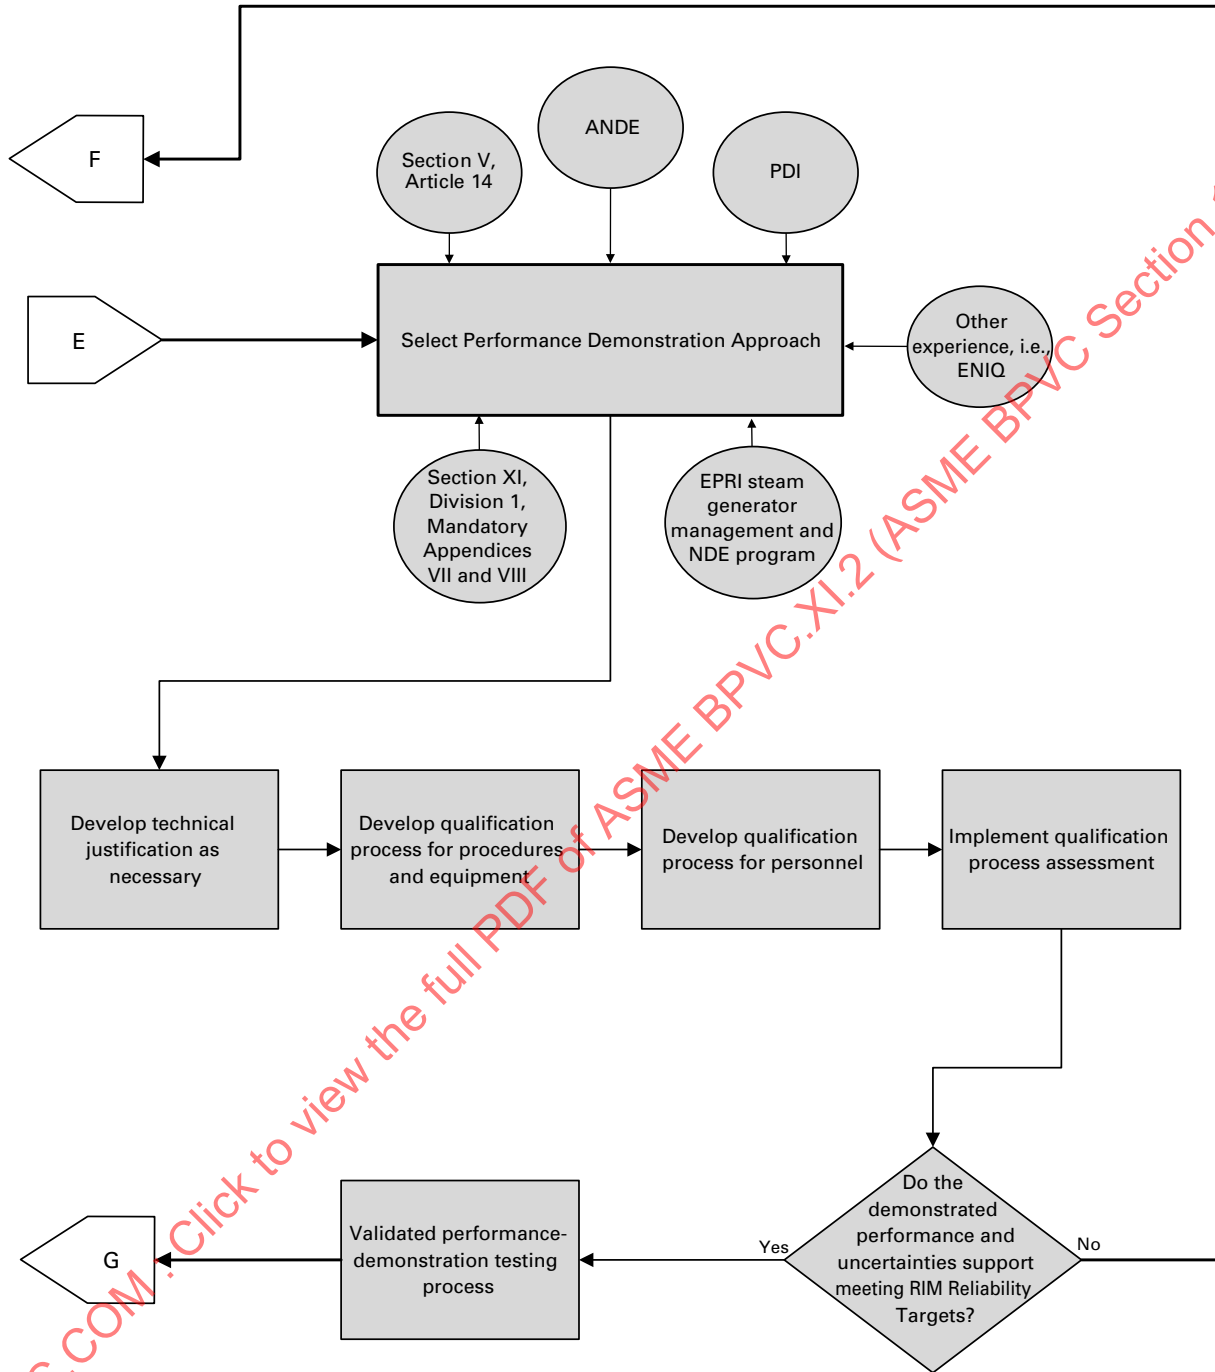 ANDE
F
Section V,
Article 14
PDI
E
Select Performance Demonstration Approach
Other
experience, i.e.,
ENIQ
Section XI,
Division 1,
Mandatory
Appendices
VII and VIII
EPRI steam
generator
management and
NDE program
Develop technical
justification as
necessary
Develop qualification
process for procedures
and equipment
Develop qualification
process for personnel
Implement qualification
process assessment
Do the
demonstrated
performance and
uncertainties support
meeting RIM Reliability
Targets?
Yes
No
Validated performance-
demonstration testing
process
G
C.COM. Click to view the full PDF of ASME BPVC.XI.2 (ASME BPVC Section